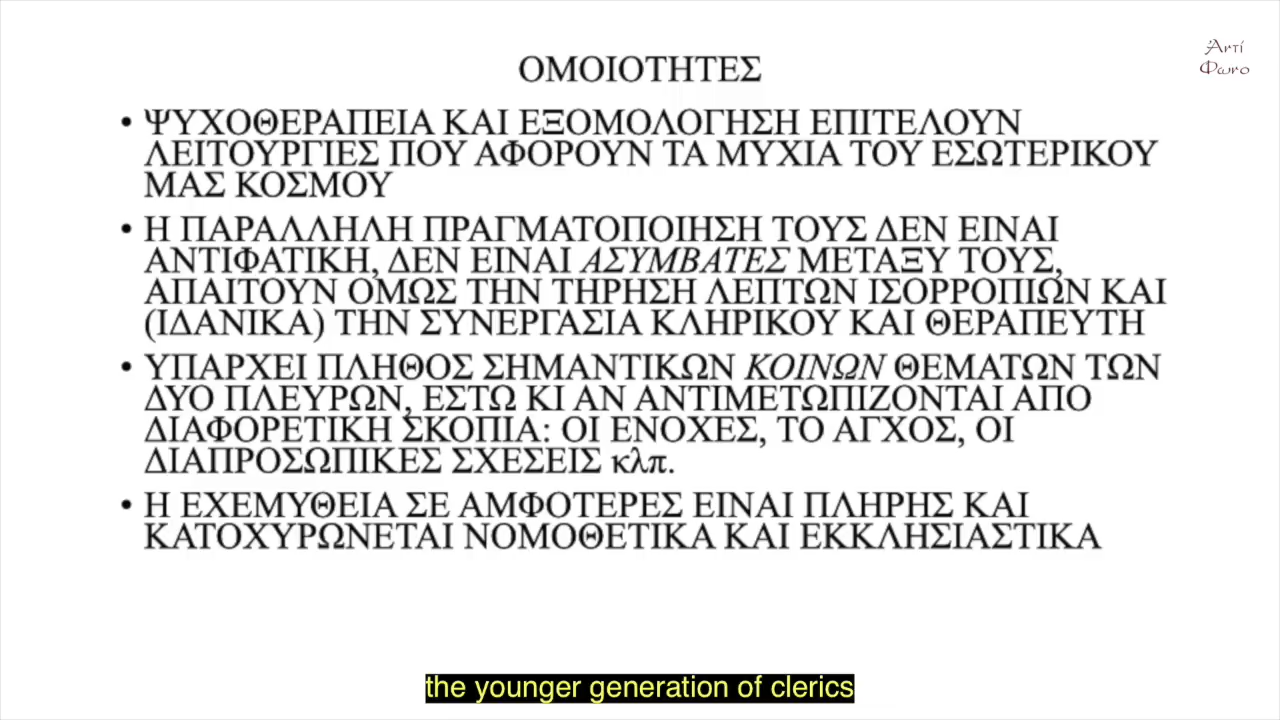 Ἀντί
Φωνο
ΟΜΟΙΟΤΗΤΕΣ
• ΨΥΧΟΘΕΡΑΠΕΙΑ ΚΑΙ ΕΞΟΜΟΛΟΓΗΣΗ ΕΠΙΤΕΛΟΥΝ
ΛΕΙΤΟΥΡΓΙΕΣ ΠΟΥ ΑΦΟΡΟΥΝ ΤΑ ΜΥΧΙΑ ΤΟΥ ΕΣΩΤΕΡΙΚΟΥ
ΜΑΣ ΚΟΣΜΟΥ
• Η ΠΑΡΑΛΛΗΛΗ ΠΡΑΓΜΑΤΟΠΟΙΗΣΗ ΤΟΥΣ ΔΕΝ ΕΙΝΑΙ
ΑΝΤΙΦΑΤΙΚΗ, ΔΕΝ ΕΙΝΑΙ ΑΣΥΜΒΑΤΕΣ ΜΕΤΑΞΥ ΤΟΥΣ,
ΑΠΑΙΤΟΥΝ ΟΜΩΣ ΤΗΝ ΤΗΡΗΣΗ ΛΕΠΤΩΝ ΙΣΟΡΡΟΠΙΩΝ ΚΑΙ
(ΙΔΑΝΙΚΑ) ΤΗΝ ΣΥΝΕΡΓΑΣΙΑ ΚΛΗΡΙΚΟΥ ΚΑΙ ΘΕΡΑΠΕΥΤΗ
• ΥΠΑΡΧΕΙ ΠΛΗΘΟΣ ΣΗΜΑΝΤΙΚΩΝ ΚΟΙΝΩΝ ΘΕΜΑΤΩΝ ΤΩΝ
ΔΥΟ ΠΛΕΥΡΩΝ, ΕΣΤΩ ΚΙ ΑΝ ΑΝΤΙΜΕΤΩΠΙΖΟΝΤΑΙ ΑΠΟ
ΔΙΑΦΟΡΕΤΙΚΗ ΣΚΟΠΙΑ: ΟΙ ΕΝΟΧΕΣ, ΤΟ ΑΓΧΟΣ, ΟΙ
ΔΙΑΠΡΟΣΩΠΙΚΕΣ ΣΧΕΣΕΙΣ κλπ.
• Η ΕΧΕΜΥΘΕΙΑ ΣΕ ΑΜΦΟΤΕΡΕΣ ΕΙΝΑΙ ΠΛΗΡΗΣ ΚΑΙ
ΚΑΤΟΧΥΡΩΝΕΤΑΙ ΝΟΜΟΘΕΤΙΚΑ ΚΑΙ ΕΚΚΛΗΣΙΑΣΤΙΚΑ
the younger generation of clerics